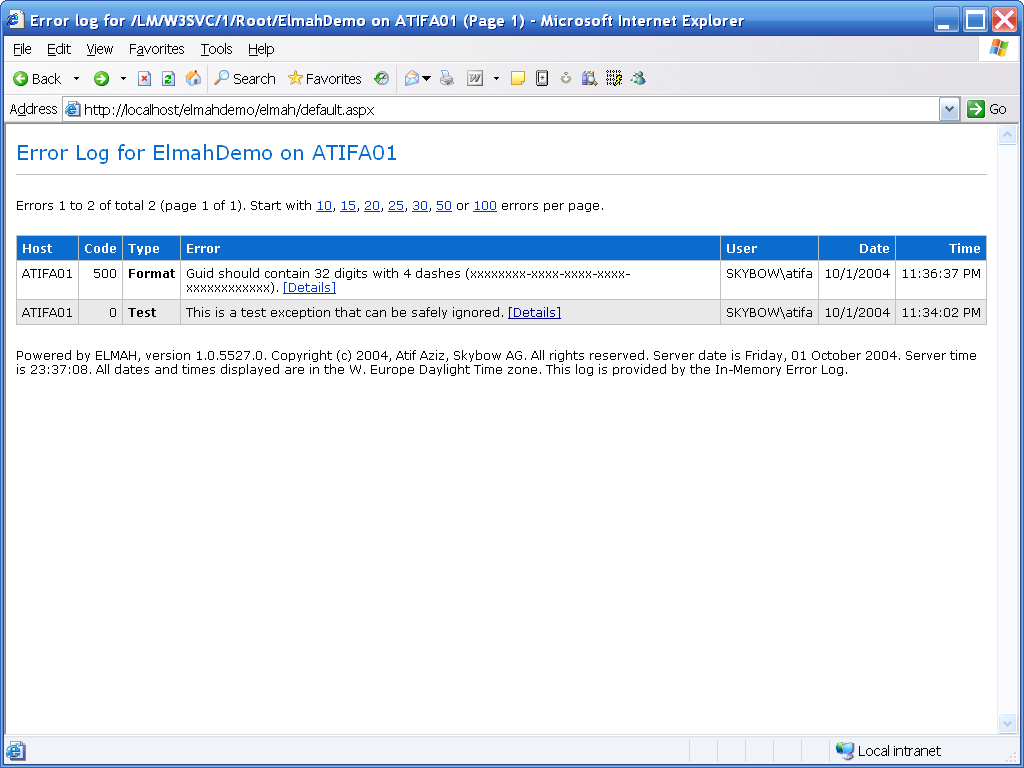 Error log for /LM/W3SVC/1/Root/ElmahDemo on ATIFA01 (Page 1) - Microsoft Internet Explorer
File Edit View Favorites Tools Help
Back Search Favorites
Address http://localhost/elmahdemo/elmah/default.aspx Go
Error Log for ElmahDemo on ATIFA01
Errors 1 to 2 of total 2 (page 1 of 1). Start with 10, 15, 20, 25, 30, 50 or 100 errors per page.
Host Code Type Error User Date Time
ATIFA01 500 Format Guid should contain 32 digits with 4 dashes (xxxxxxxx-xxxx-xxxx-xxxx- SKYBOW\atifa 10/1/2004 11:36:37 PM
xxxxxxxxxxxx). [Details]
ATIFA01 0 Test This is a test exception that can be safely ignored. [Details] SKYBOW\atifa 10/1/2004 11:34:02 PM
Powered by ELMAH, version 1.0.5527.0. Copyright (c) 2004, Atif Aziz, Skybow AG. All rights reserved. Server date is Friday, 01 October 2004. Server time
is 23:37:08. All dates and times displayed are in the W. Europe Daylight Time zone. This log is provided by the In-Memory Error Log.
Local intranet